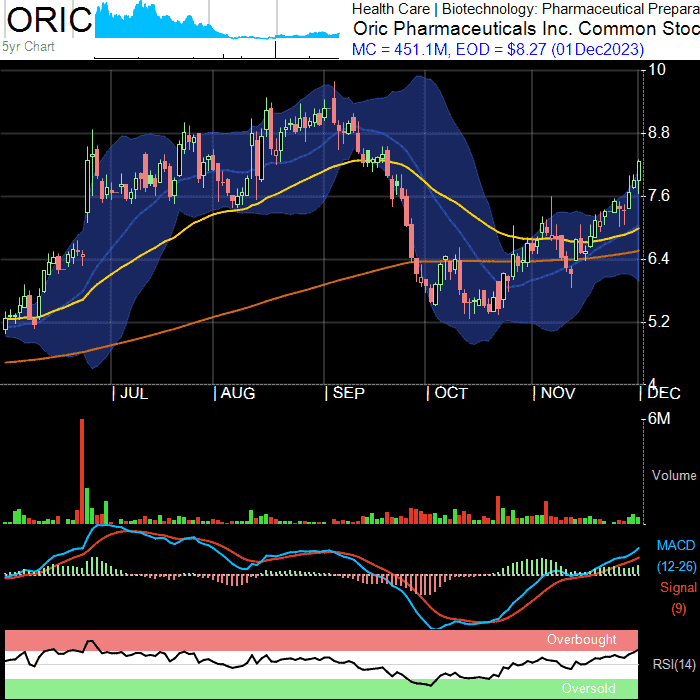 ORIC
5yr Chart
Health Care | Biotechnology: Pharmaceutical Prepara
Oric Pharmaceuticals Inc. Common Stoc
MC = 451.1M, EOD = $8.27 (01Dec2023)
10
8.8
7.6
6.4
5.2
4
JUL
AUG
SEP
OCT
NOV
DEC
6M
Volume
MACD
(12-26)
Signal
(9)
Overbought
RSI(14)
Oversold